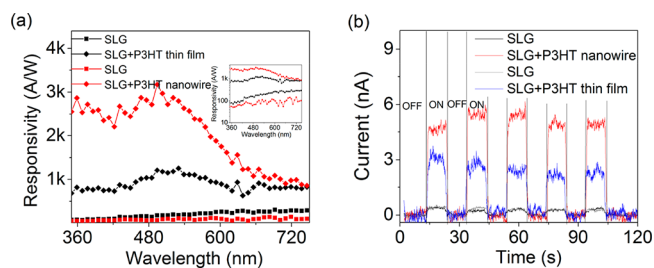 (a)
SLG
SLG+P3HT thin film
SLG
SLG+P3HT nanowire
4k
3k
2k
1k
Responsivity (A/W)
360 480 600 720
Wavelength (nm)
1k
100
10
Responsivity (A/W)
360 480 600 720
Wavelength (nm)
(b)
SLG
SLG+P3HT nanowire
SLG
SLG+P3HT thin film
OFF ON OFF ON
9
6
3
0
Current (nA)
0 30 60 90 120
Time (s)